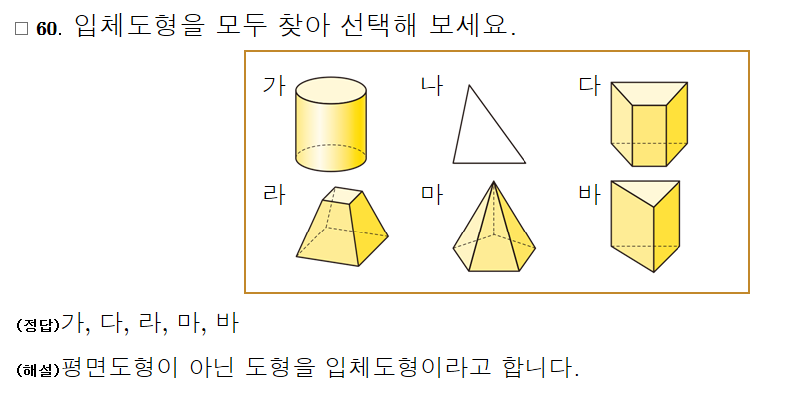 □ 60. 입체도형을 모두 찾아 선택해 보세요.
가 나 다
라 마 바
(정답)가, 다, 라, 마, 바
(해설)평면도형이 아닌 도형을 입체도형이라고 합니다.